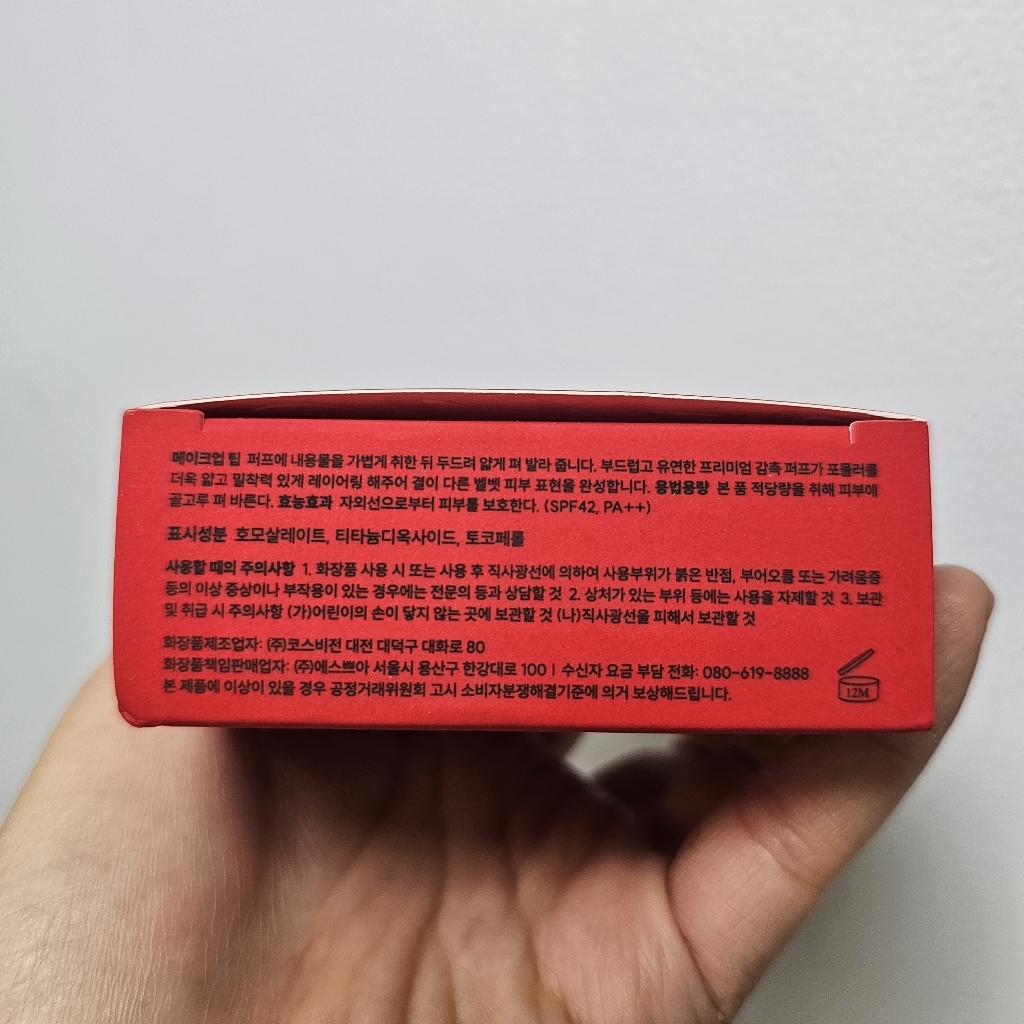 메이크업 팁 퍼프에 내용물을 가볍게 취한 뒤 두드려 얇게 펴 발라 줍니다. 부드럽고 유연한 프리미엄 감촉 퍼프가 포뮬러를
더욱 얇고 밀착력 있게 레이어링 해주어 결이 다른 벨벳 피부 표현을 완성합니다. 용법용량 본 품 적당량을 취해 피부에
골고루 펴 바른다. 효능효과 자외선으로부터 피부를 보호한다. (SPF42, PA++)
표시성분 호모살레이트, 티타늄디옥사이드, 토코페롤
사용할 때의 주의사항 1. 화장품 사용 시 또는 사용 후 직사광선에 의하여 사용부위가 붉은 반점, 부어오름 또는 가려움증
등의 이상 증상이나 부작용이 있는 경우에는 전문의 등과 상담할 것 2. 상처가 있는 부위 등에는 사용을 자제할 것 3. 보관
및 취급 시 주의사항 (가)어린이의 손이 닿지 않는 곳에 보관할 것 (나)직사광선을 피해서 보관할 것
화장품제조업자: (주)코스비전 대전 대덕구 대화로 80
화장품책임판매업자: (주)에스쁘아 서울시 용산구 한강대로 100 | 수신자 요금 부담 전화: 080-619-8888
본 제품에 이상이 있을 경우 공정거래위원회 고시 소비자분쟁해결기준에 의거 보상해드립니다.
12M